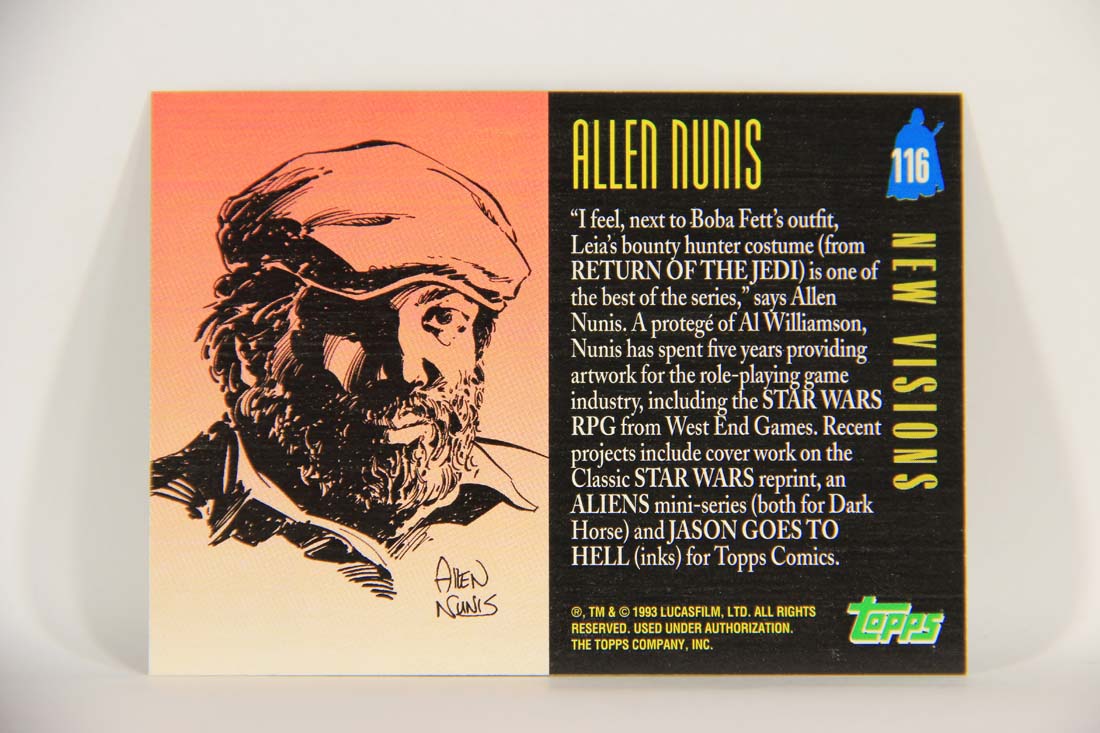 ALLEN NUNIS
116
NEW VISIONS
“I feel, next to Boba Fett’s outfit,
Leia’s bounty hunter costume (from
RETURN OF THE JEDI) is one of
the best of the series,” says Allen
Nunis. A protegé of Al Williamson,
Nunis has spent five years providing
artwork for the role-playing game
industry, including the STAR WARS
RPG from West End Games. Recent
projects include cover work on the
Classic STAR WARS reprint, an
ALIENS mini-series (both for Dark
Horse) and JASON GOES TO
HELL (inks) for Topps Comics.
ALLEN
NUNIS
®, TM & © 1993 LUCASFILM, LTD. ALL RIGHTS
RESERVED. USED UNDER AUTHORIZATION.
THE TOPPS COMPANY, INC.
topps